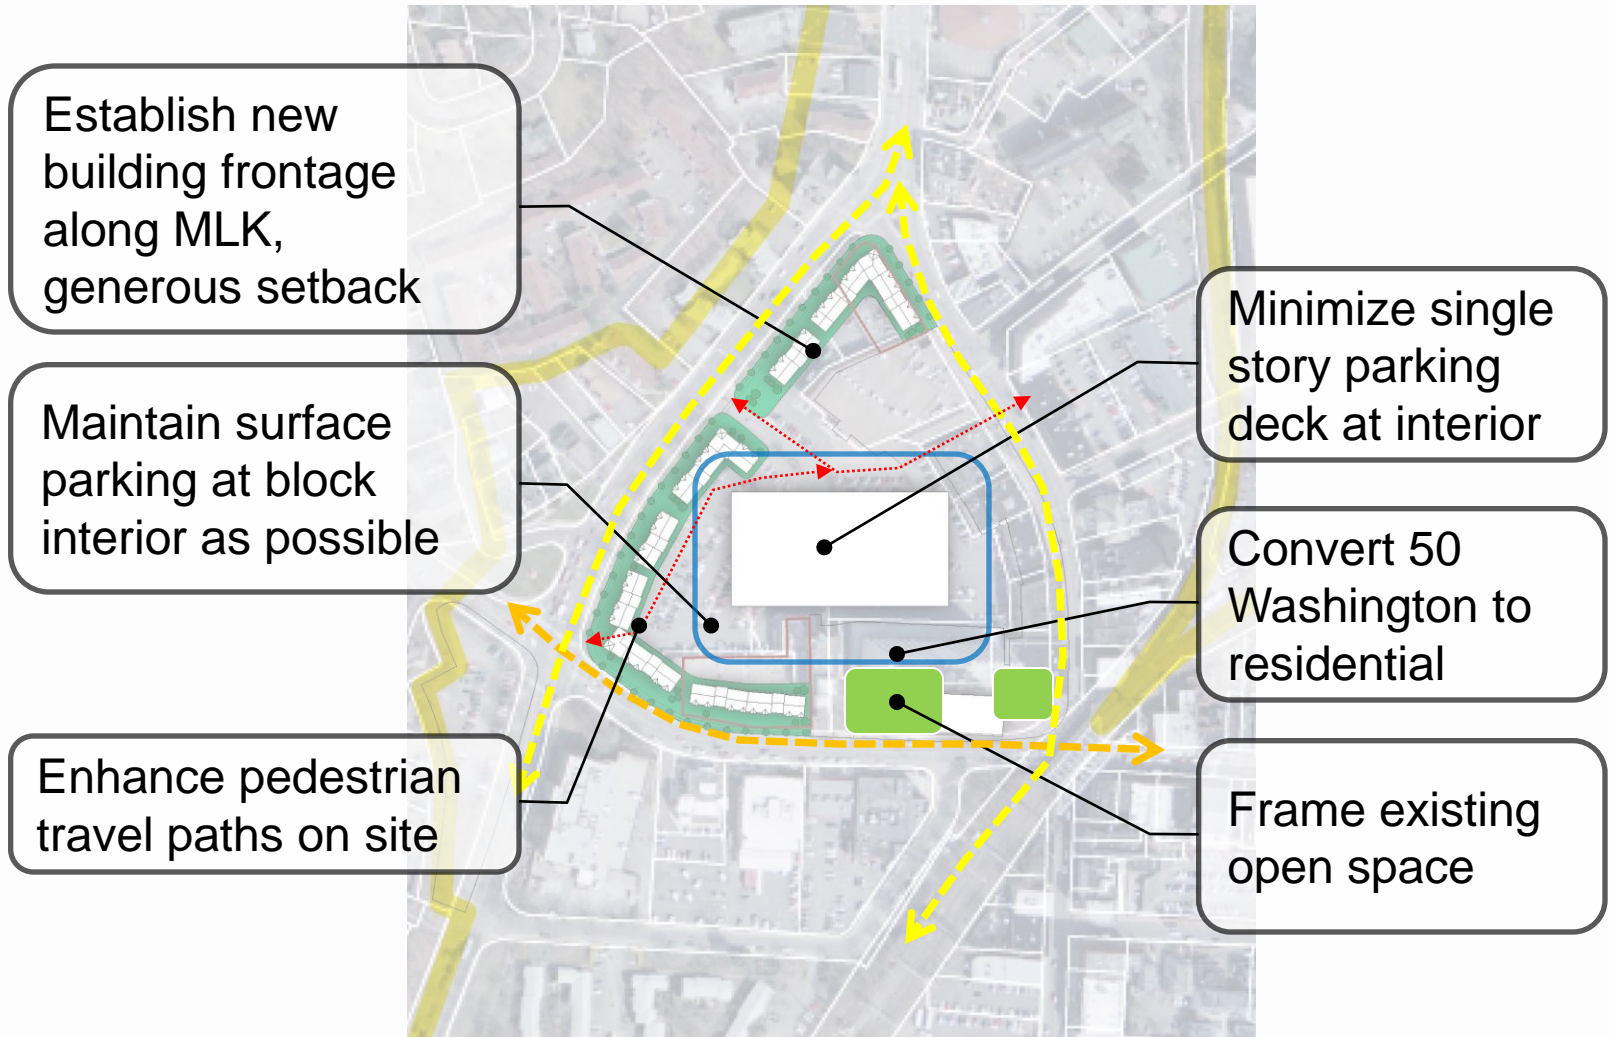 Establish new
building frontage
along MLK,
generous setback
Maintain surface
parking at block
interior as possible
Enhance pedestrian
travel paths on site
Minimize single
story parking
deck at interior
Convert 50
Washington to
residential
Frame existing
open space